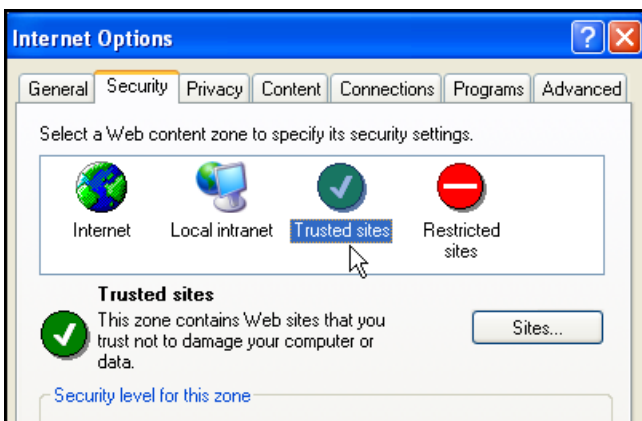 Internet Options
General Security Privacy Content Connections Programs Advanced
Select a Web content zone to specify its security settings.
Internet Local intranet Trusted sites Restricted
sites
Trusted sites
This zone contains Web sites that you
trust not to damage your computer or
data.
Sites...
Security level for this zone